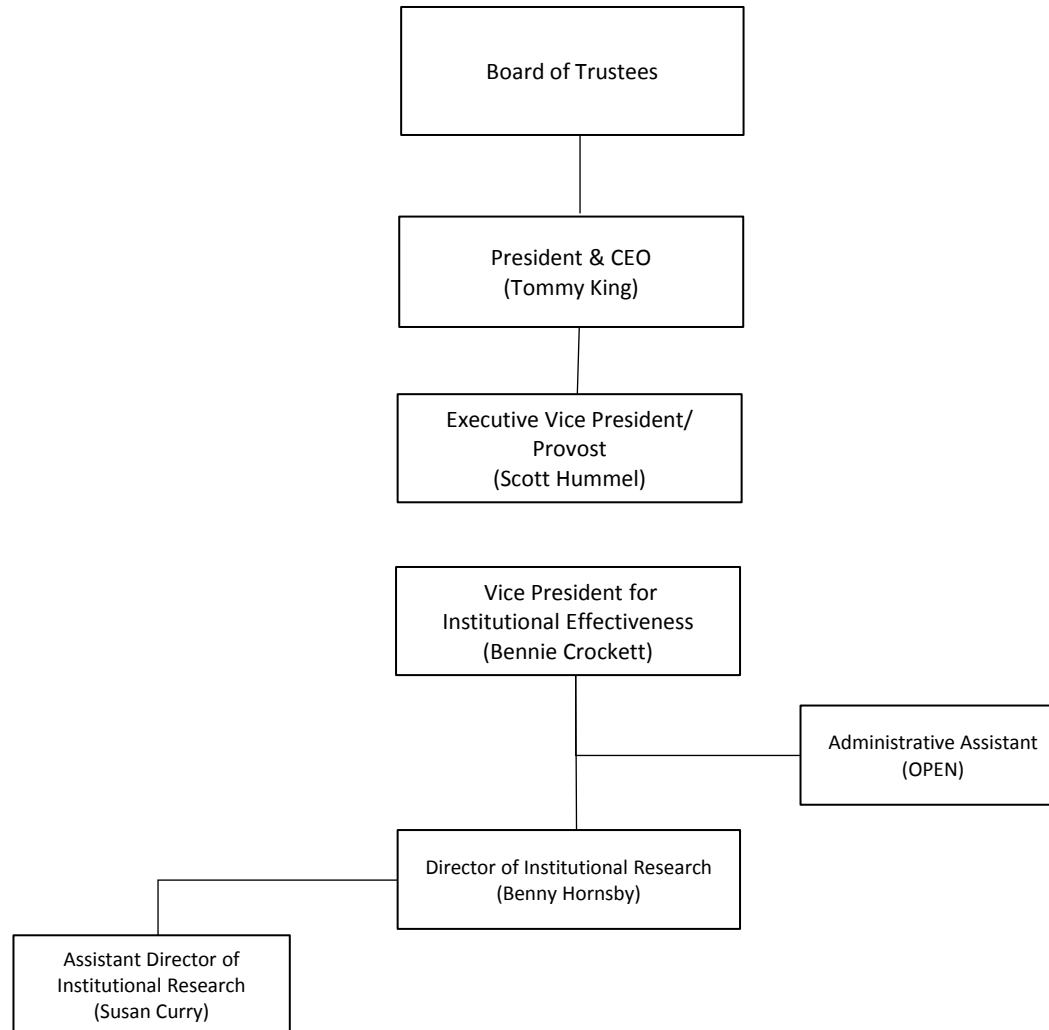 Board of Trustees
President & CEO
(Tommy King)
Executive Vice President/
Provost
(Scott Hummel)
Vice President for
Institutional Effectiveness
(Bennie Crockett)
Administrative Assistant
(OPEN)
Director of Institutional Research
(Benny Hornsby)
Assistant Director of
Institutional Research
(Susan Curry)